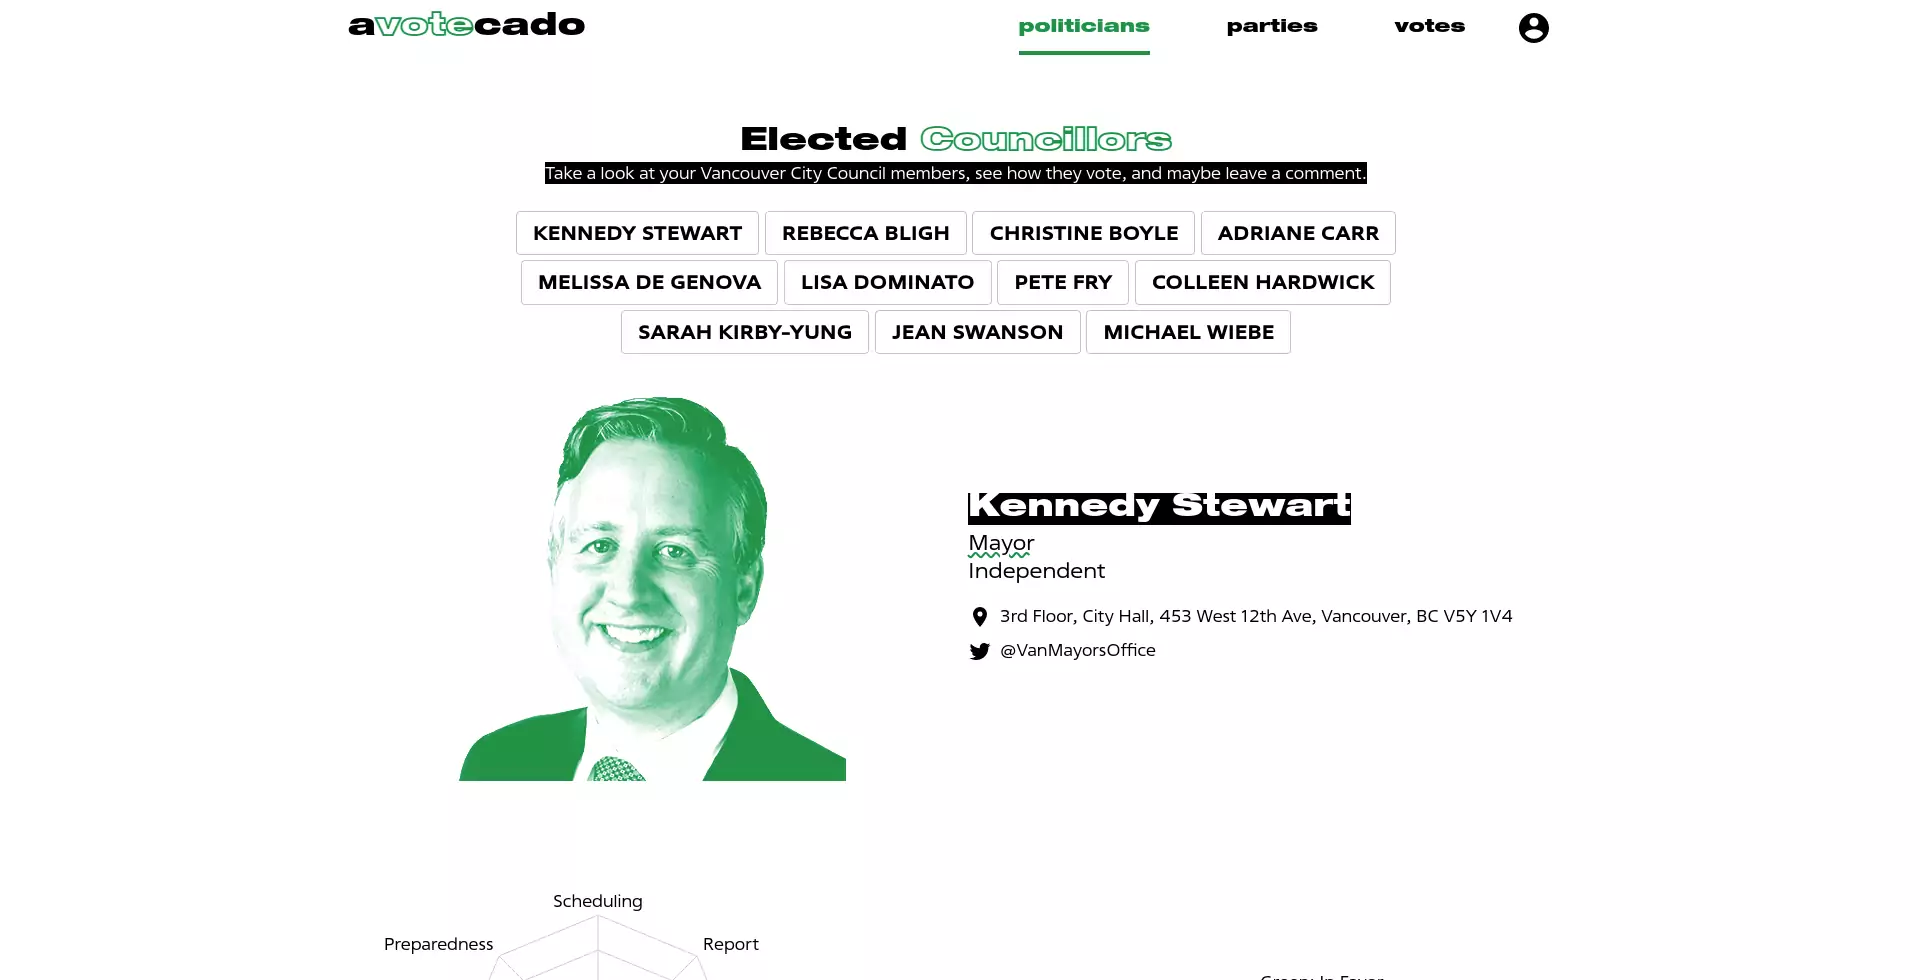 avotecado
politicians parties votes
Elected Councillors
Take a look at your Vancouver City Council members, see how they vote, and maybe leave a comment.
KENNEDY STEWART REBECCA BLIGH CHRISTINE BOYLE ADRIANE CARR
MELISSA DE GENOVA LISA DOMINATO PETE FRY COLLEEN HARDWICK
SARAH KIRBY-YUNG JEAN SWANSON MICHAEL WIEBE
Kennedy Stewart
Mayor
Independent
3rd Floor, City Hall, 453 West 12th Ave, Vancouver, BC V5Y 1V4
@VanMayorsOffice
Scheduling
Preparedness Report